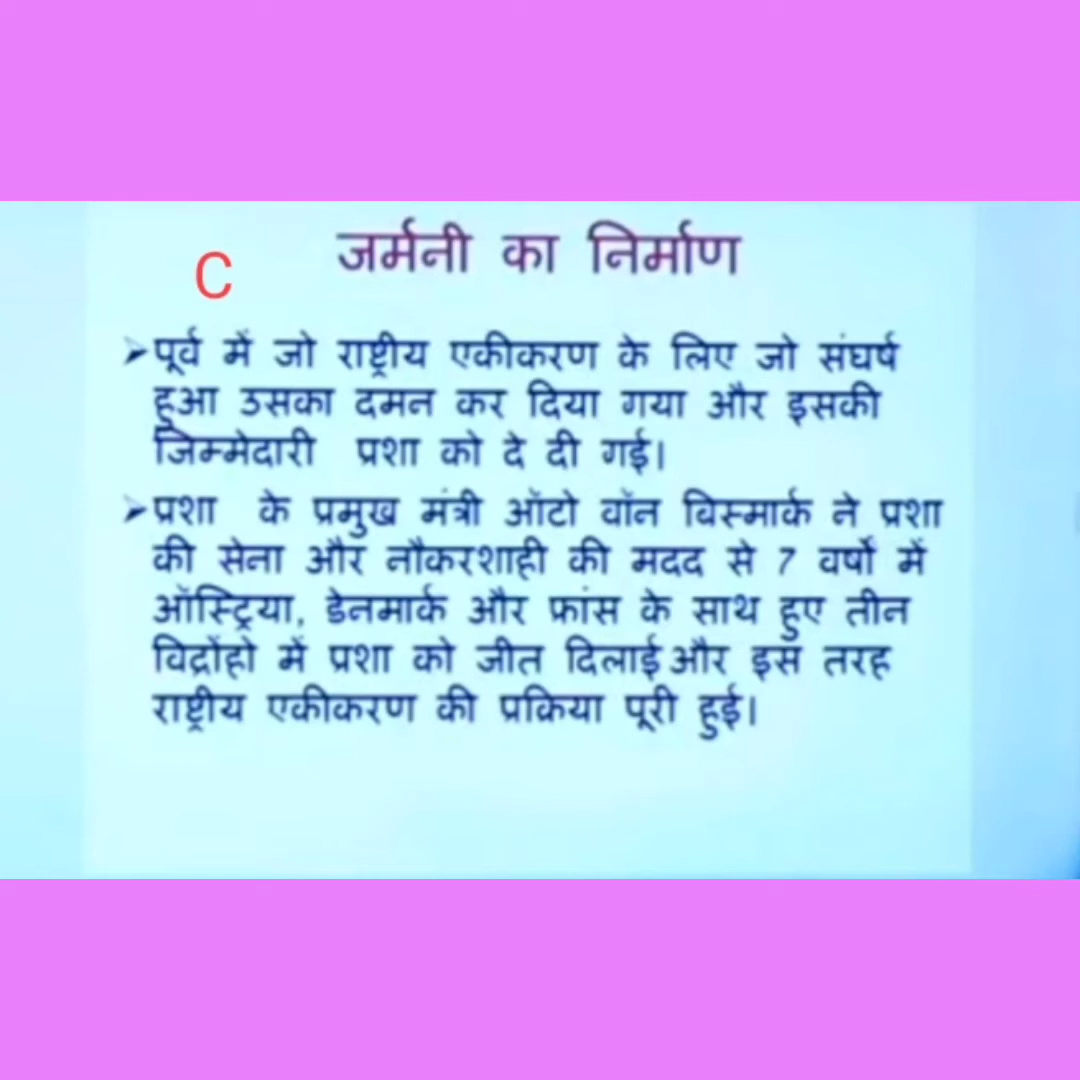 जर्मनी का निर्माण
C
➢पूर्व में जो राष्ट्रीय एकीकरण के लिए जो संघर्ष
हुआ उसका दमन कर दिया गया और इसकी
जिम्मेदारी प्रशा को दे दी गई।
➢प्रशा के प्रमुख मंत्री ऑटो वॉन विस्मार्क ने प्रशा
की सेना और नौकरशाही की मदद से 7 वर्षों में
ऑस्ट्रिया, डेनमार्क और फ्रांस के साथ हुए तीन
विद्रोंहो में प्रशा को जीत दिलाई और इस तरह
राष्ट्रीय एकीकरण की प्रक्रिया पूरी हुई।